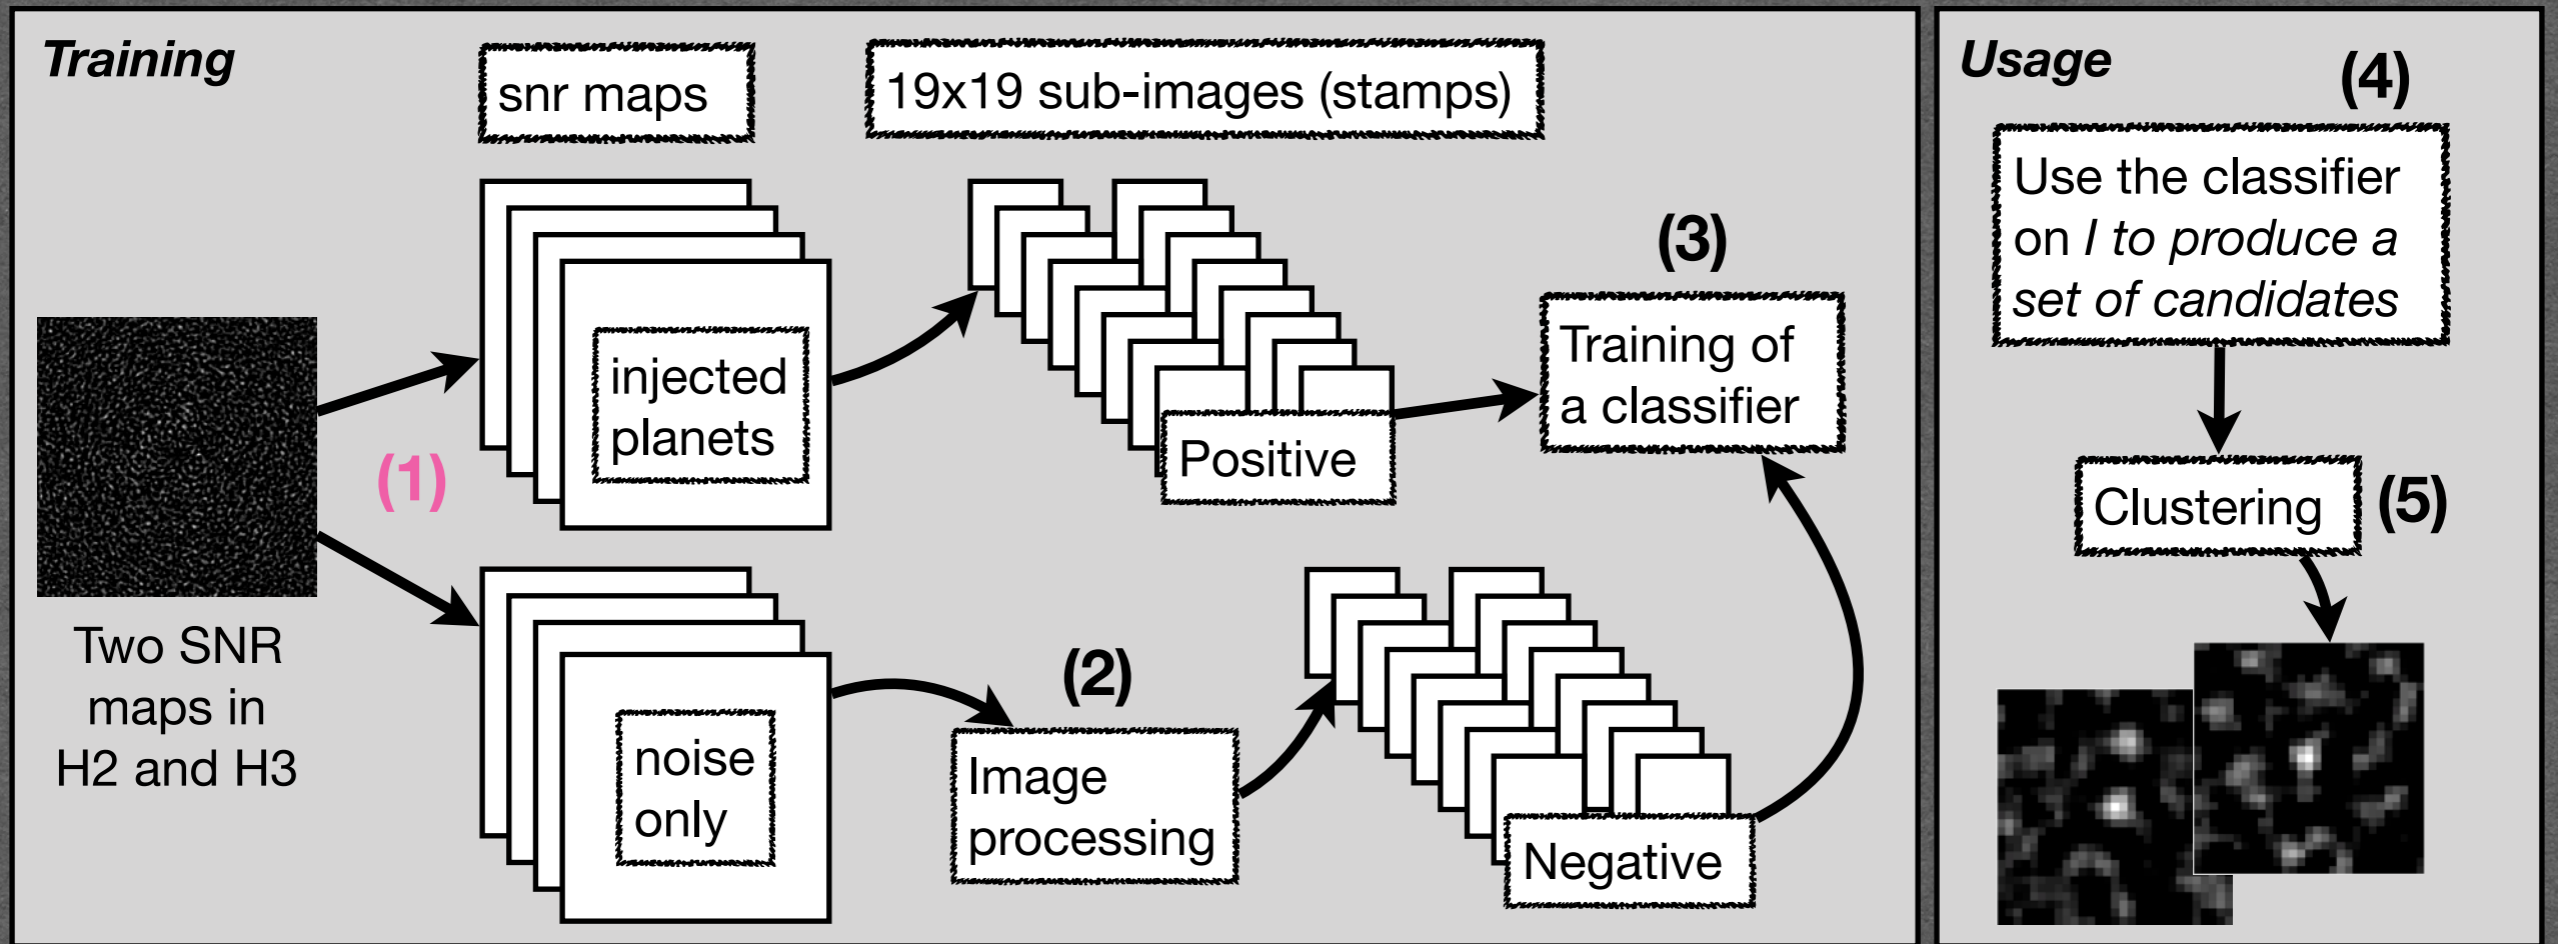 Training
snr maps
19x19 sub-images (stamps)
injected
planets
(1)
Two SNR
maps in
H2 and H3
noise
only
(2)
Image
processing
Positive
Negative
(3)
Training of
a classifier
Usage
(4)
Use the classifier
on I to produce a
set of candidates
Clustering
(5)